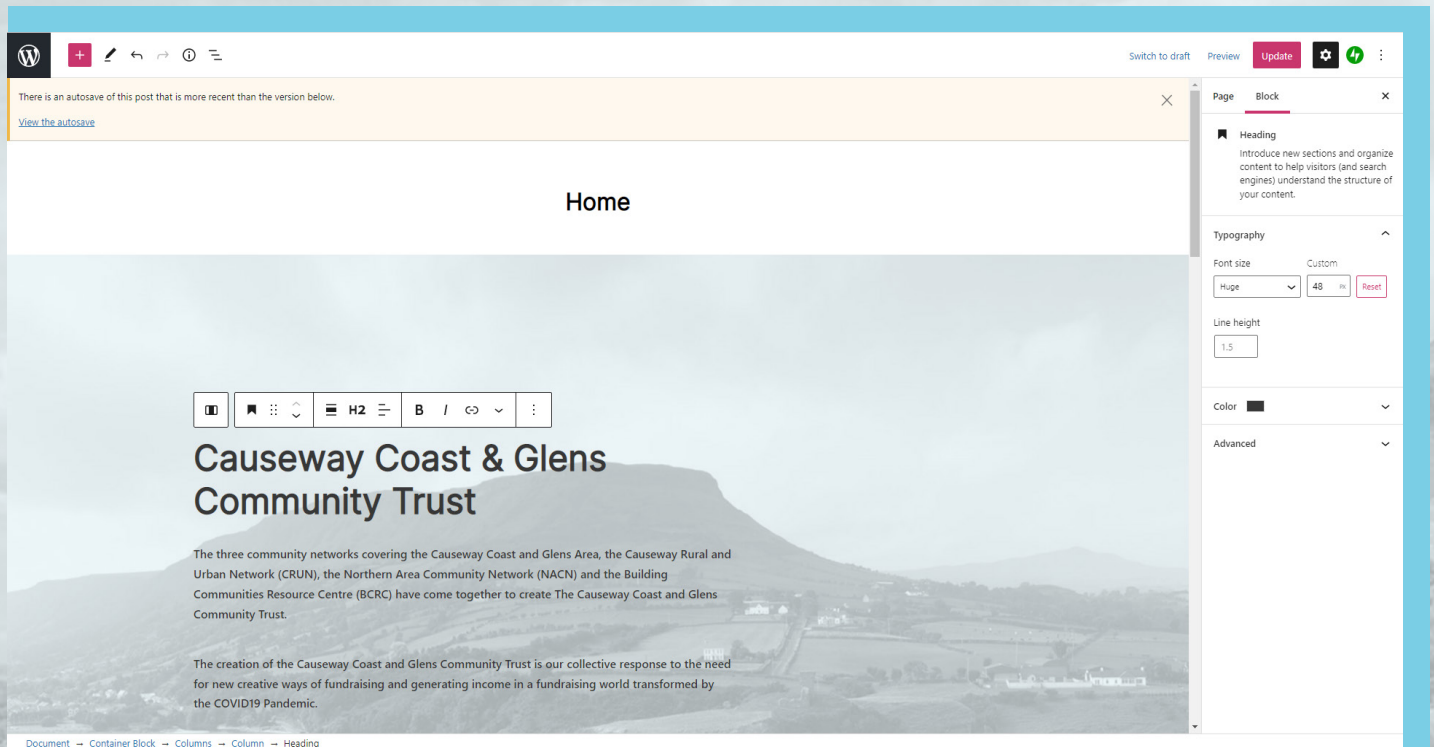 Switch to draft Preview Update
There is an autosave of this post that is more recent than the version below.
View the autosave
Home
H2 B I
Causeway Coast & Glens
Community Trust
The three community networks covering the Causeway Coast and Glens Area, the Causeway Rural and
Urban Network (CRUN), the Northern Area Community Network (NACN) and the Building
Communities Resource Centre (BCRC) have come together to create The Causeway Coast and Glens
Community Trust.
The creation of the Causeway Coast and Glens Community Trust is our collective response to the need
for new creative ways of fundraising and generating income in a fundraising world transformed by
the COVID19 Pandemic.
Page Block
Heading
Introduce new sections and organize
content to help visitors (and search
engines) understand the structure of
your content.
Typography
Font size Custom
Huge 48 PX Reset
Line height
1.5
Color
Advanced
Document → Container Block → Columns → Column → Heading